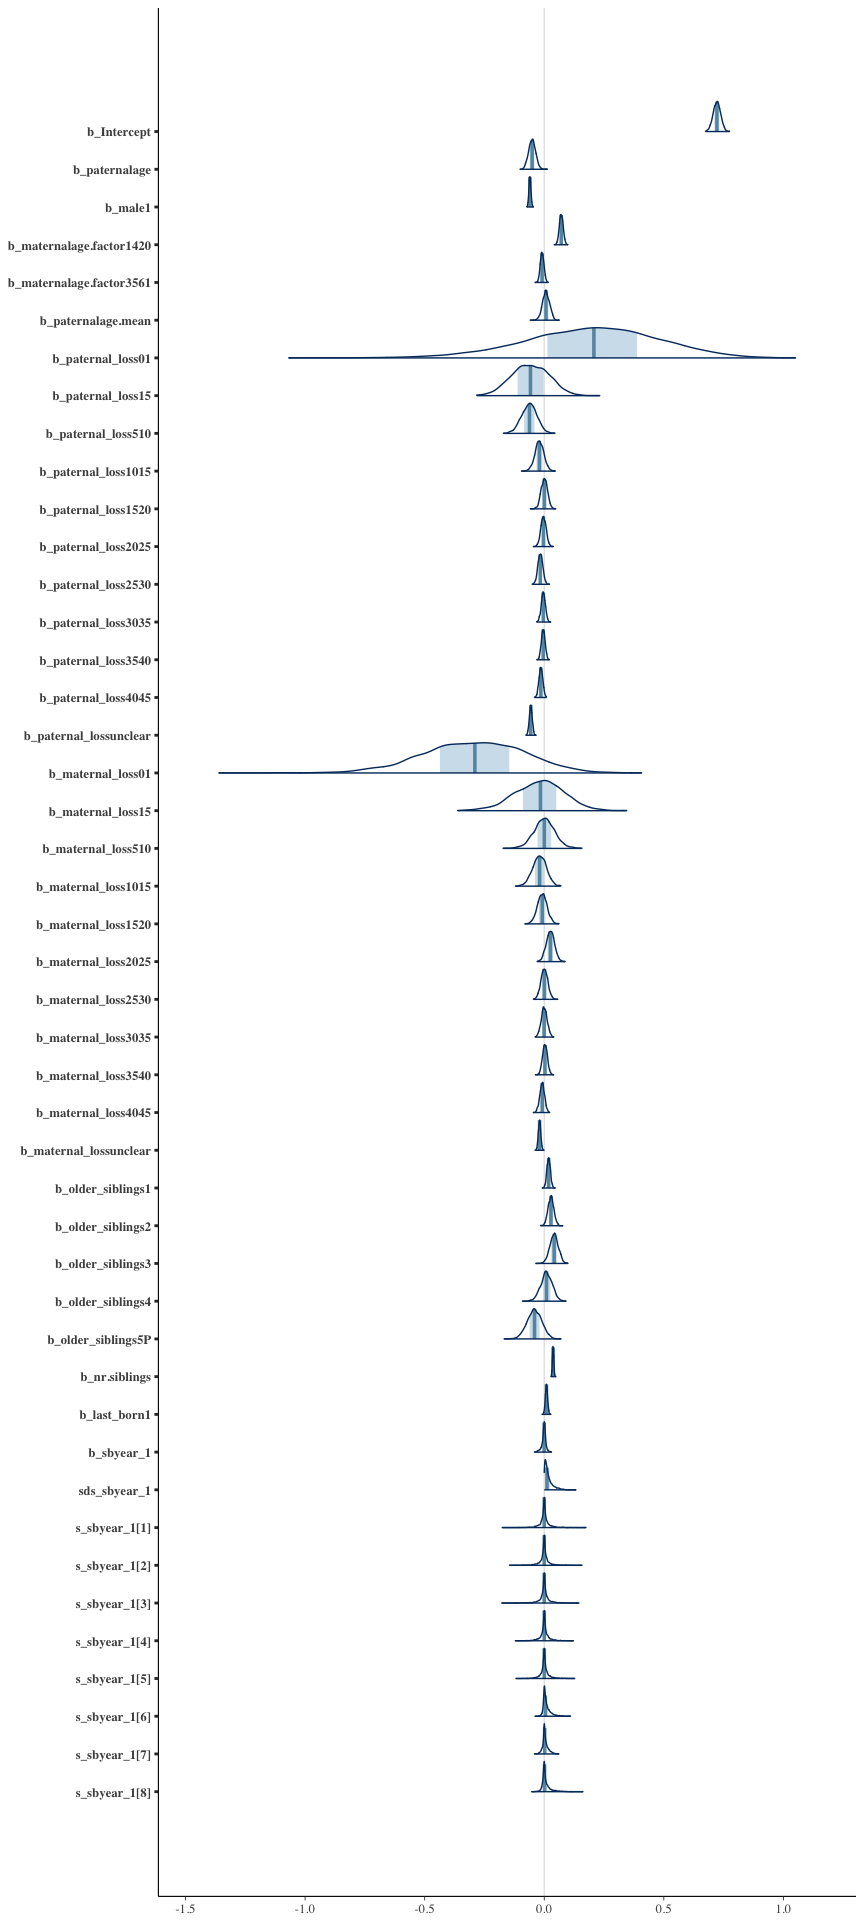 b_Intercept
b_paternalage
b_male1
b_maternalage.factor1420
b_maternalage.factor3561
b_paternalage.mean
b_paternal_loss01
b_paternal_loss15
b_paternal_loss510
b_paternal_loss1015
b_paternal_loss1520
b_paternal_loss2025
b_paternal_loss2530
b_paternal_loss3035
b_paternal_loss3540
b_paternal_loss4045
b_paternal_lossunclear
b_maternal_loss01
b_maternal_loss15
b_maternal_loss510
b_maternal_loss1015
b_maternal_loss1520
b_maternal_loss2025
b_maternal_loss2530
b_maternal_loss3035
b_maternal_loss3540
b_maternal_loss4045
b_maternal_lossunclear
b_older_siblings1
b_older_siblings2
b_older_siblings3
b_older_siblings4
b_older_siblings5P
b_nr.siblings
b_last_born1
b_sbyear_1
sds_sbyear_1
s_sbyear_1[1]
s_sbyear_1[2]
s_sbyear_1[3]
s_sbyear_1[4]
s_sbyear_1[5]
s_sbyear_1[6]
s_sbyear_1[7]
s_sbyear_1[8]
-1.5 -1.0 -0.5 0.0 0.5 1.0